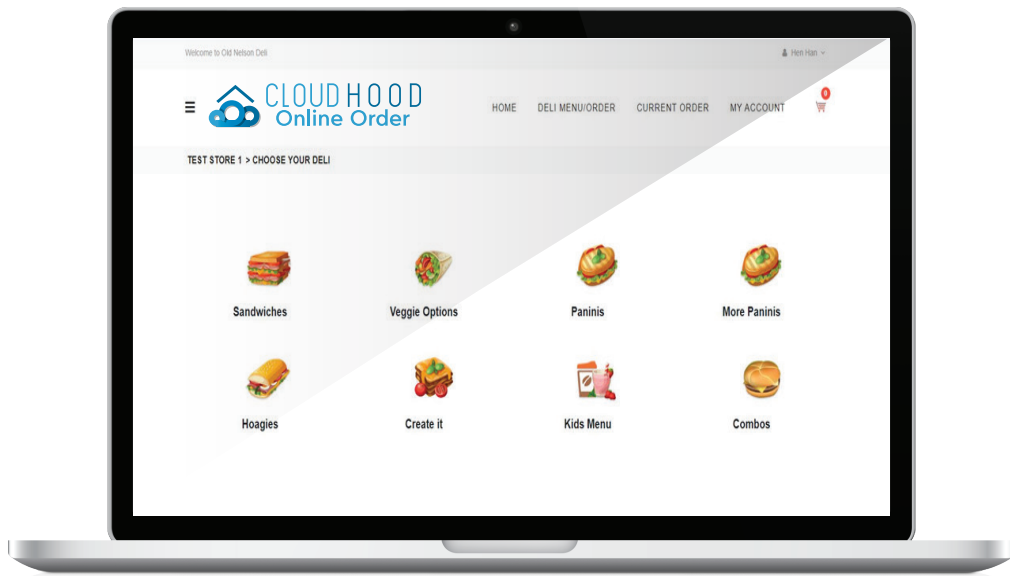 Welcome to Old Nelson Deli
Hen Han
CLOUDHOOD
Online Order
HOME
DELI MENU/ORDER
CURRENT ORDER
MY ACCOUNT
0
TEST STORE 1 > CHOOSE YOUR DELI
Sandwiches
Veggie Options
Paninis
More Paninis
Hoagies
Create it
Kids Menu
Combos